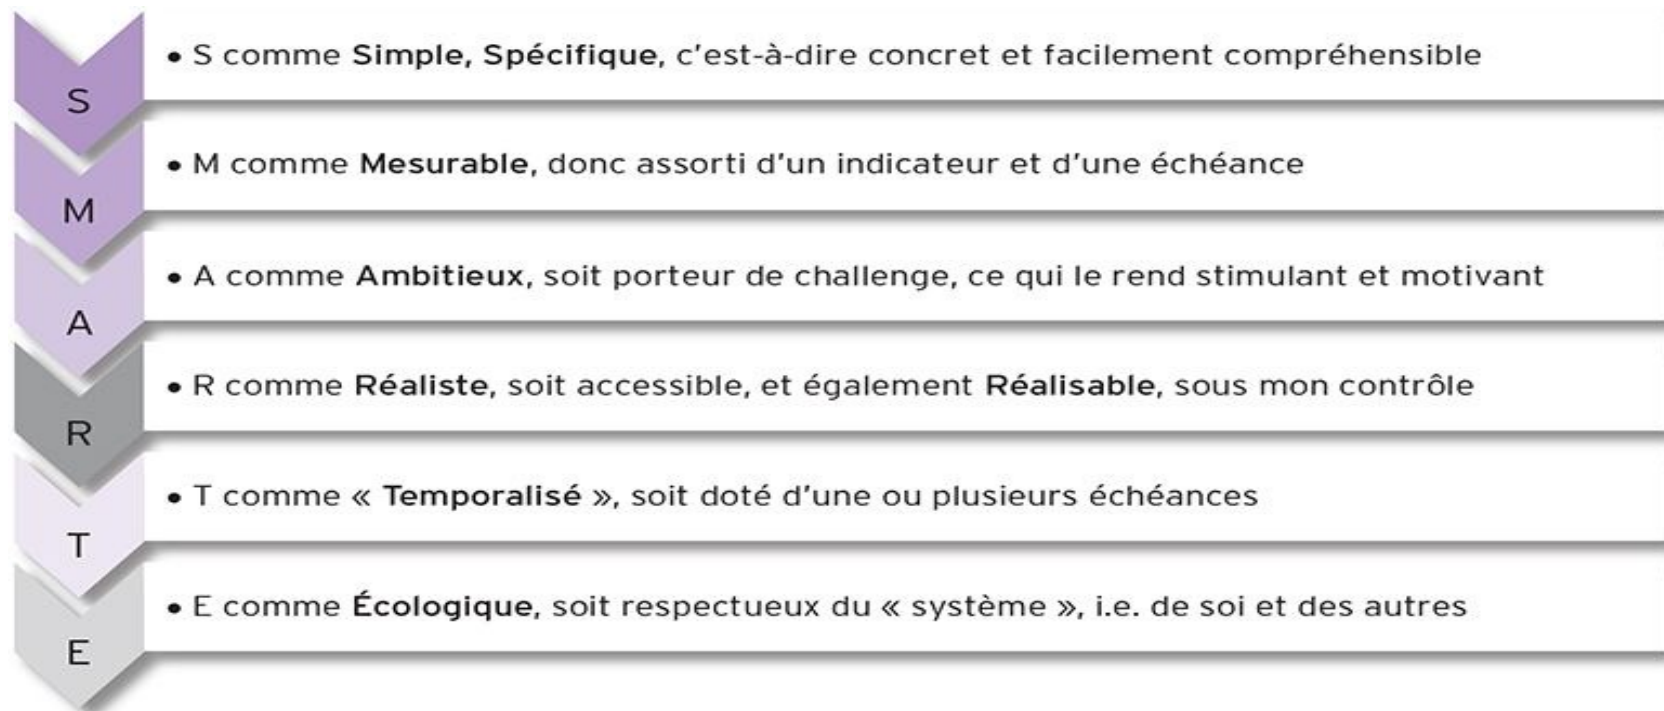 S
• S comme Simple, Spécifique, c'est-à-dire concret et facilement compréhensible
M
• M comme Mesurable, donc assorti d'un indicateur et d'une échéance
A
• A comme Ambitieux, soit porteur de challenge, ce qui le rend stimulant et motivant
R
• R comme Réaliste, soit accessible, et également Réalisable, sous mon contrôle
T
• T comme « Temporalisé », soit doté d'une ou plusieurs échéances
E
• E comme Écologique, soit respectueux du « système », i.e. de soi et des autres